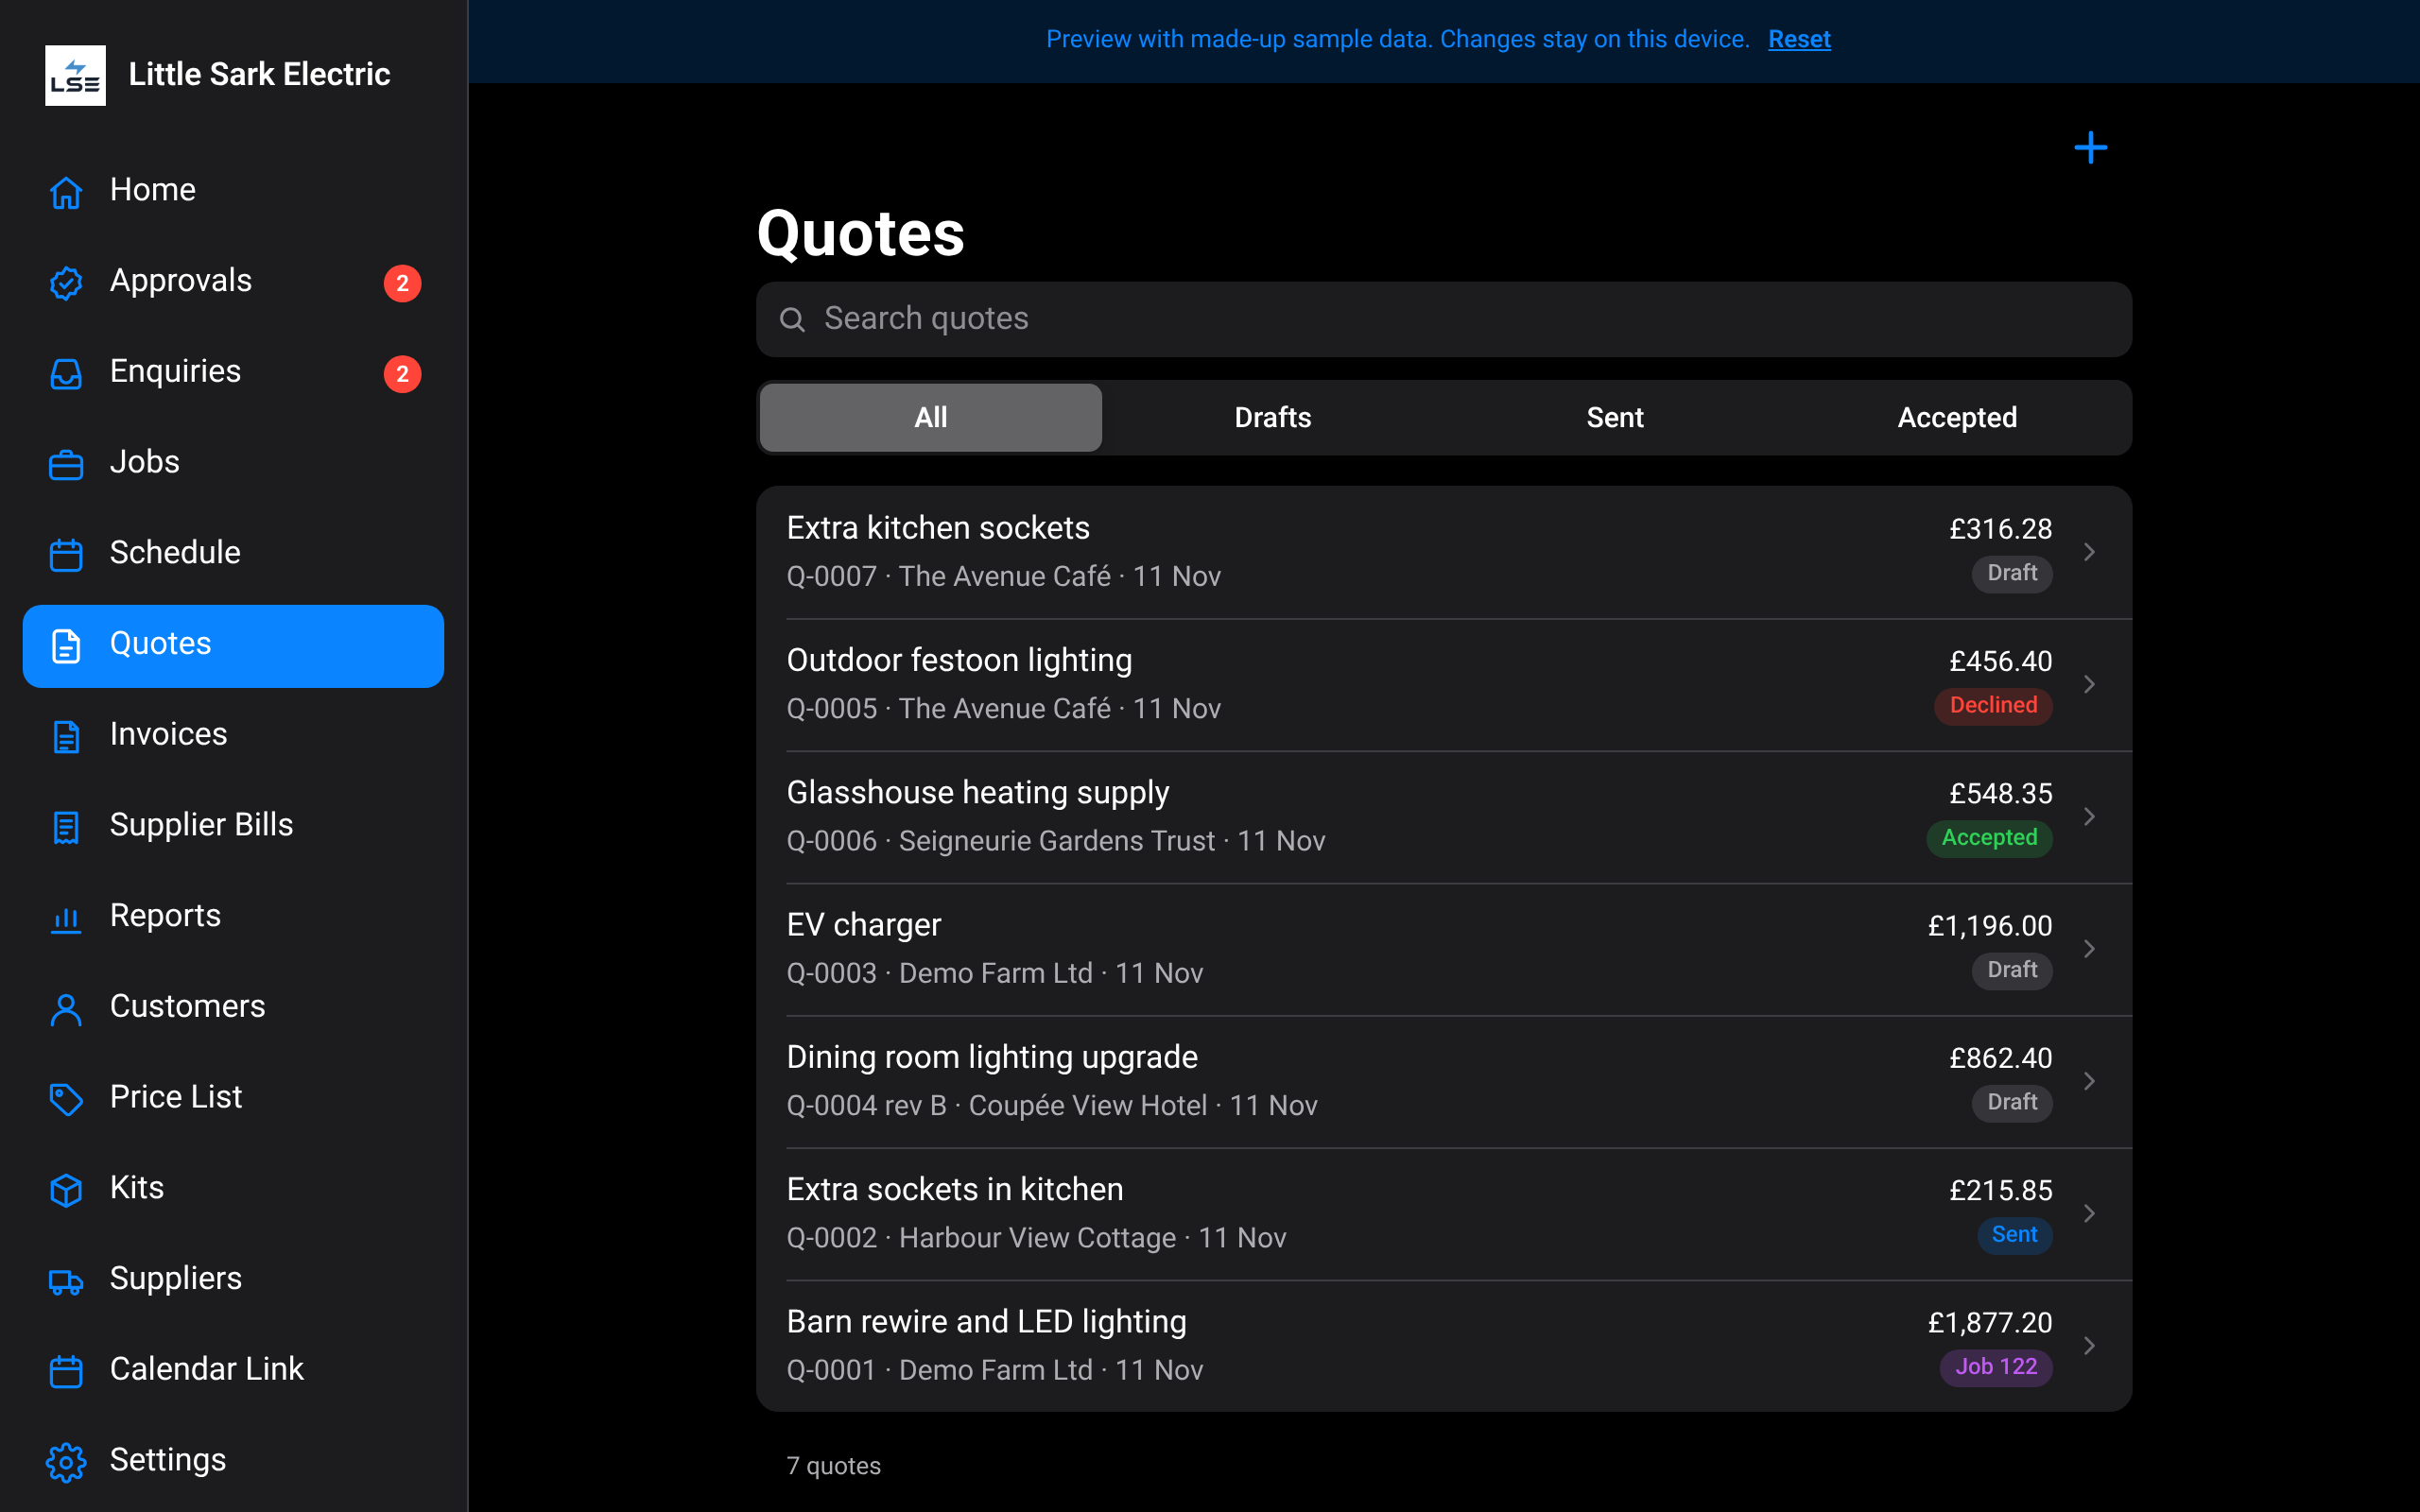 LSE
Little Sark Electric
Home
Approvals 2
Enquiries 2
Jobs
Schedule
Quotes
Invoices
Supplier Bills
Reports
Customers
Price List
Kits
Suppliers
Calendar Link
Settings
Preview with made-up sample data. Changes stay on this device. Reset
Quotes
Search quotes
All Drafts Sent Accepted
Extra kitchen sockets £316.28
Q-0007 · The Avenue Café · 11 Nov Draft
Outdoor festoon lighting £456.40
Q-0005 · The Avenue Café · 11 Nov Declined
Glasshouse heating supply £548.35
Q-0006 · Seigneurie Gardens Trust · 11 Nov Accepted
EV charger £1,196.00
Q-0003 · Demo Farm Ltd · 11 Nov Draft
Dining room lighting upgrade £862.40
Q-0004 rev B · Coupée View Hotel · 11 Nov Draft
Extra sockets in kitchen £215.85
Q-0002 · Harbour View Cottage · 11 Nov Sent
Barn rewire and LED lighting £1,877.20
Q-0001 · Demo Farm Ltd · 11 Nov Job 122
7 quotes